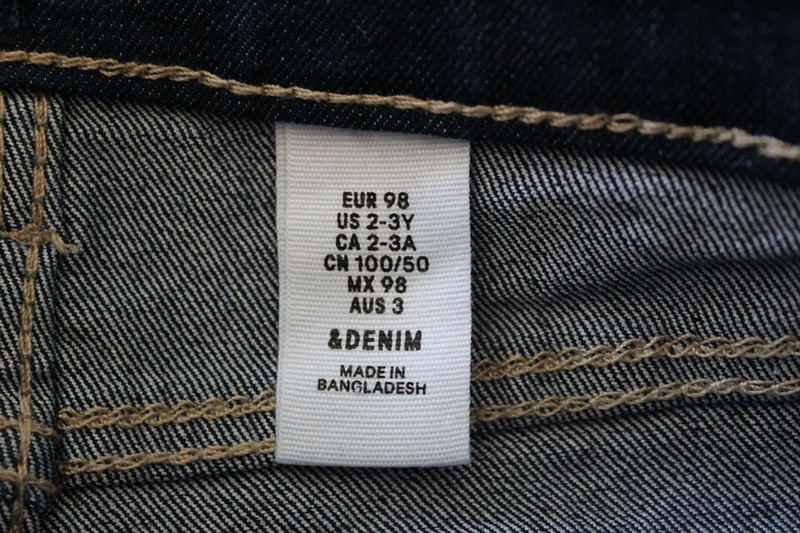 EUR 98
US 2-3Y
CA 2-3A
CN 100/50
MX 98
AUS 3
&DENIM
MADE IN
BANGLADESH